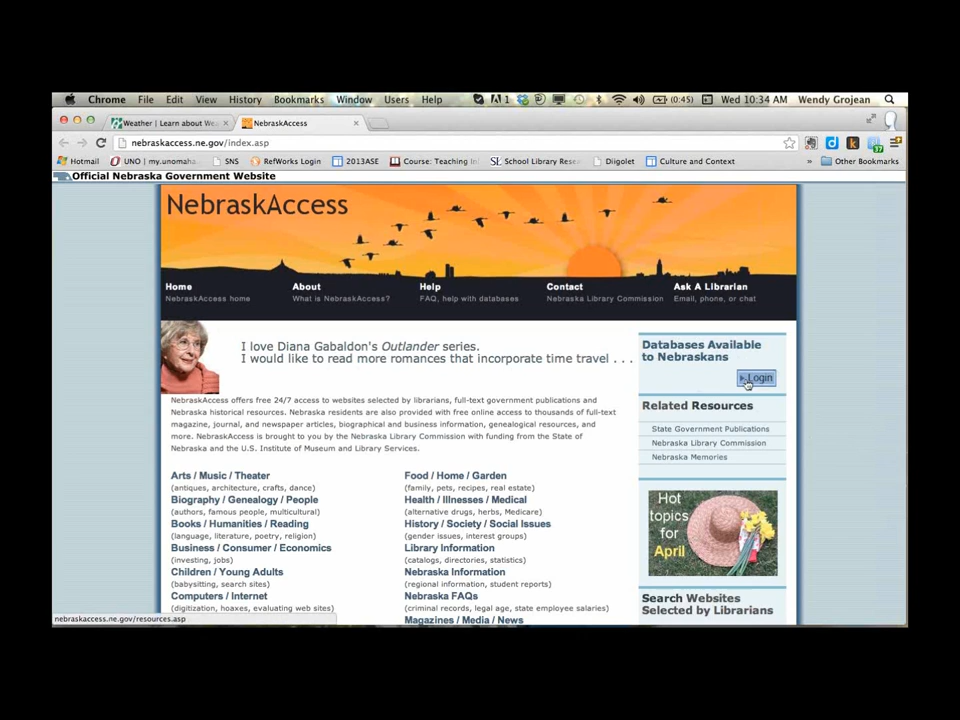 Chrome File Edit View History Bookmarks Window Users Help 1 (0:45) Wed 10:34 AM Wendy Grojean
Weather | Learn about Wea NebraskAccess
nebraskaccess.ne.gov/index.asp
Hotmail UNO | my.unomah SNS RefWorks Login 2013ASE Course: Teaching In School Library Rese Diigolet Culture and Context » Other Bookmarks
Official Nebraska Government Website
NebraskAccess
Home About Help Contact Ask A Librarian
NebraskAccess home What is NebraskAccess? FAQ, help with databases Nebraska Library Commission Email, phone, or chat
I love Diana Gabaldon's Outlander series.
I would like to read more romances that incorporate time travel . . .
NebraskAccess offers free 24/7 access to websites selected by librarians, full-text government publications and
Nebraska historical resources. Nebraska residents are also provided with free online access to thousands of full-text
magazine, journal, and newspaper articles, biographical and business information, genealogical resources, and
more. NebraskAccess is brought to you by the Nebraska Library Commission with funding from the State of
Nebraska and the U.S. Institute of Museum and Library Services.
Arts / Music / Theater
(antiques, architecture, crafts, dance)
Biography / Genealogy / People
(authors, famous people, multicultural)
Books / Humanities / Reading
(language, literature, poetry, religion)
Business / Consumer / Economics
(investing, jobs)
Children / Young Adults
(babysitting, search sites)
Computers / Internet
(digitization, hoaxes, evaluating web sites)
Food / Home / Garden
(family, pets, recipes, real estate)
Health / Illnesses / Medical
(alternative drugs, herbs, Medicare)
History / Society / Social Issues
(gender issues, interest groups)
Library Information
(catalogs, directories, statistics)
Nebraska Information
(regional information, student reports)
Nebraska FAQs
(criminal records, legal age, state employee salaries)
Magazines / Media / News
Databases Available
to Nebraskans
Login
Related Resources
State Government Publications
Nebraska Library Commission
Nebraska Memories
Hot
topics
for
April
Search Websites
Selected by Librarians
nebraskaccess.ne.gov/resources.asp